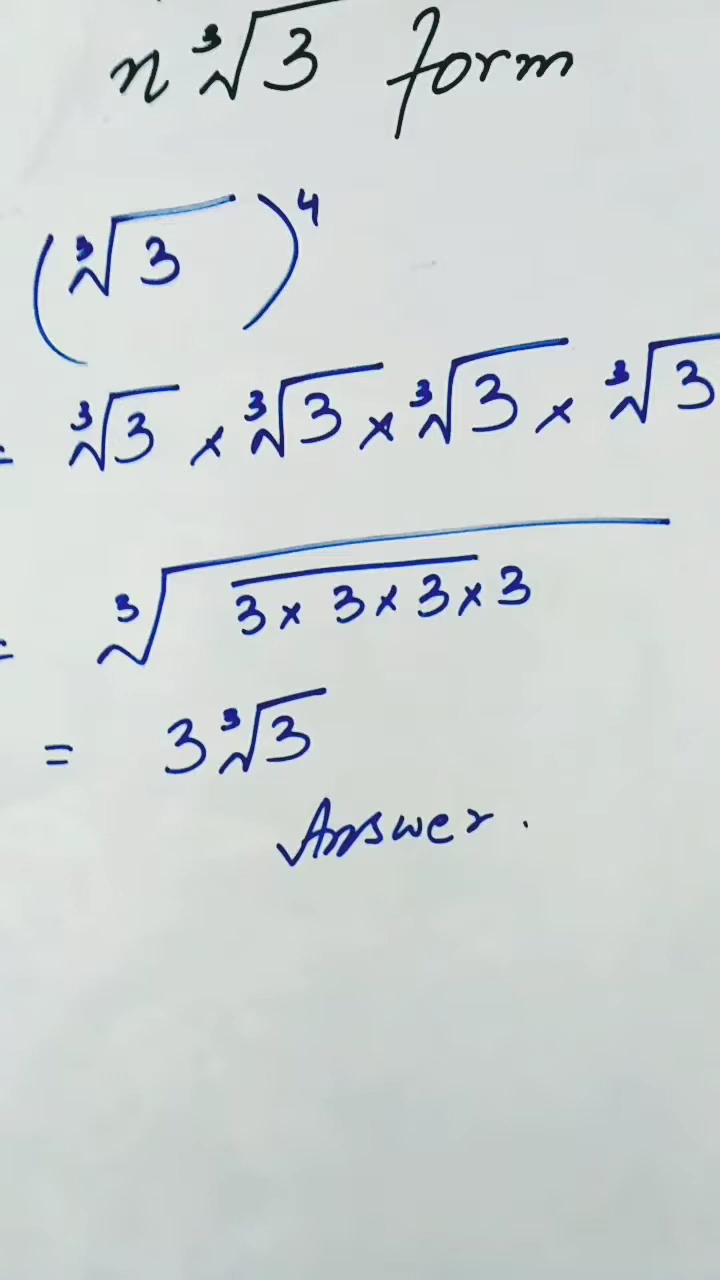 n ∛3 form
(∛3)⁴
= ∛3 × ∛3 × ∛3 × ∛3
= ∛3 × 3 × 3 × 3
= 3∛3
Answer.